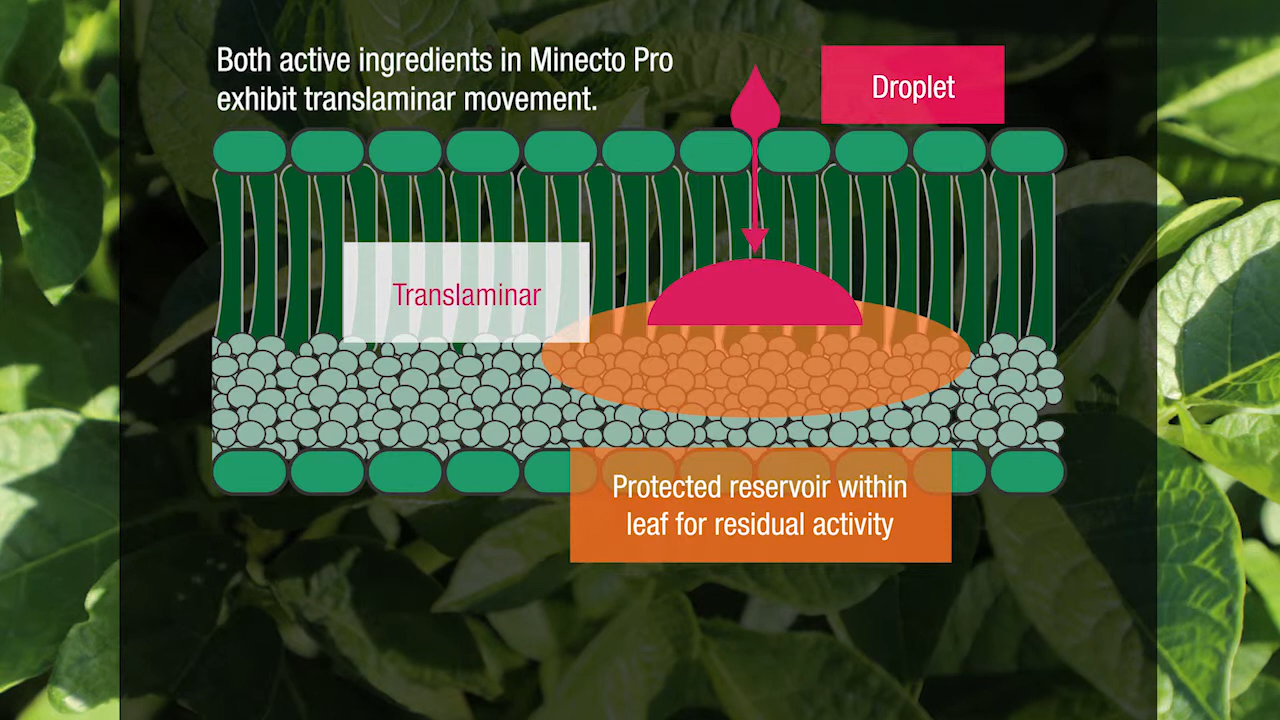 Both active ingredients in Minecto Pro
exhibit translaminar movement.
Droplet
Translaminar
Protected reservoir within
leaf for residual activity